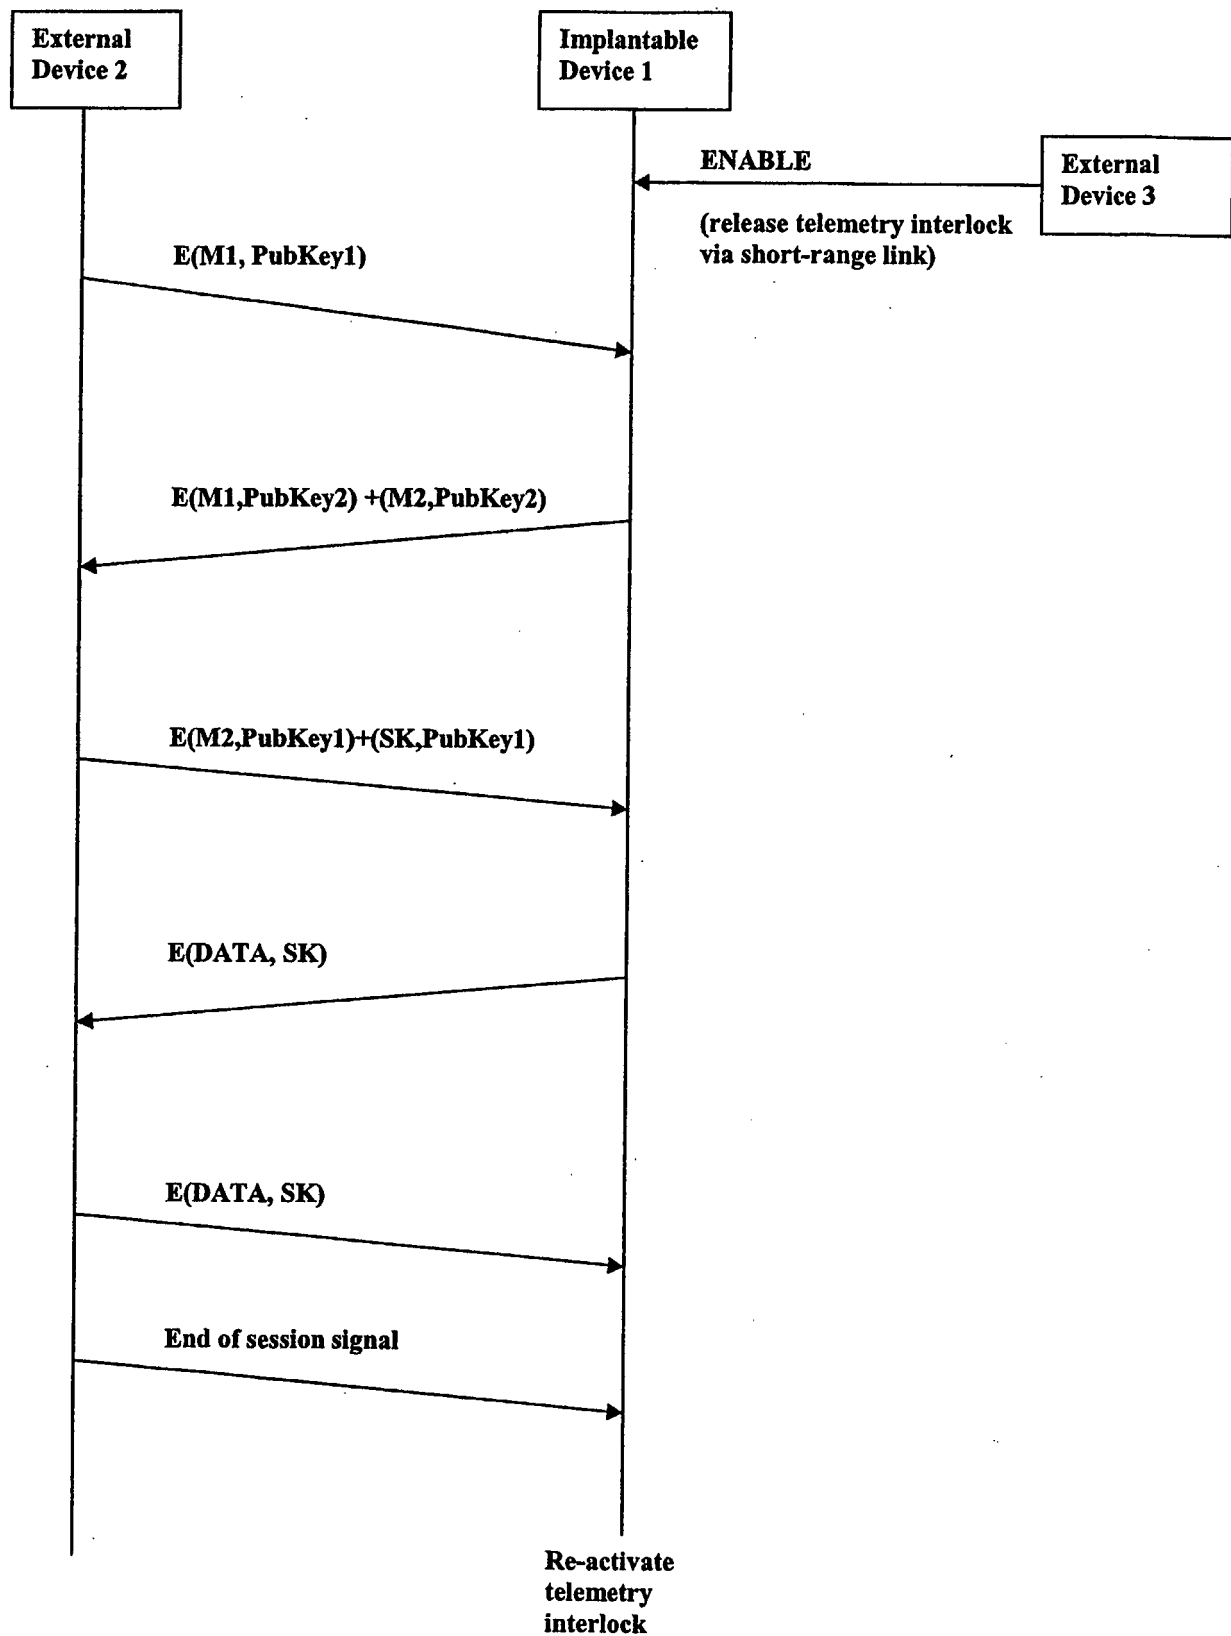 External
Device 2
Implantable
Device 1
ENABLE
External
Device 3
(release telemetry interlock
via short-range link)
E(M1, PubKey1)
E(M1,PubKey2) +(M2,PubKey2)
E(M2,PubKey1)+(SK,PubKey1)
E(DATA, SK)
E(DATA, SK)
End of session signal
Re-activate
telemetry
interlock